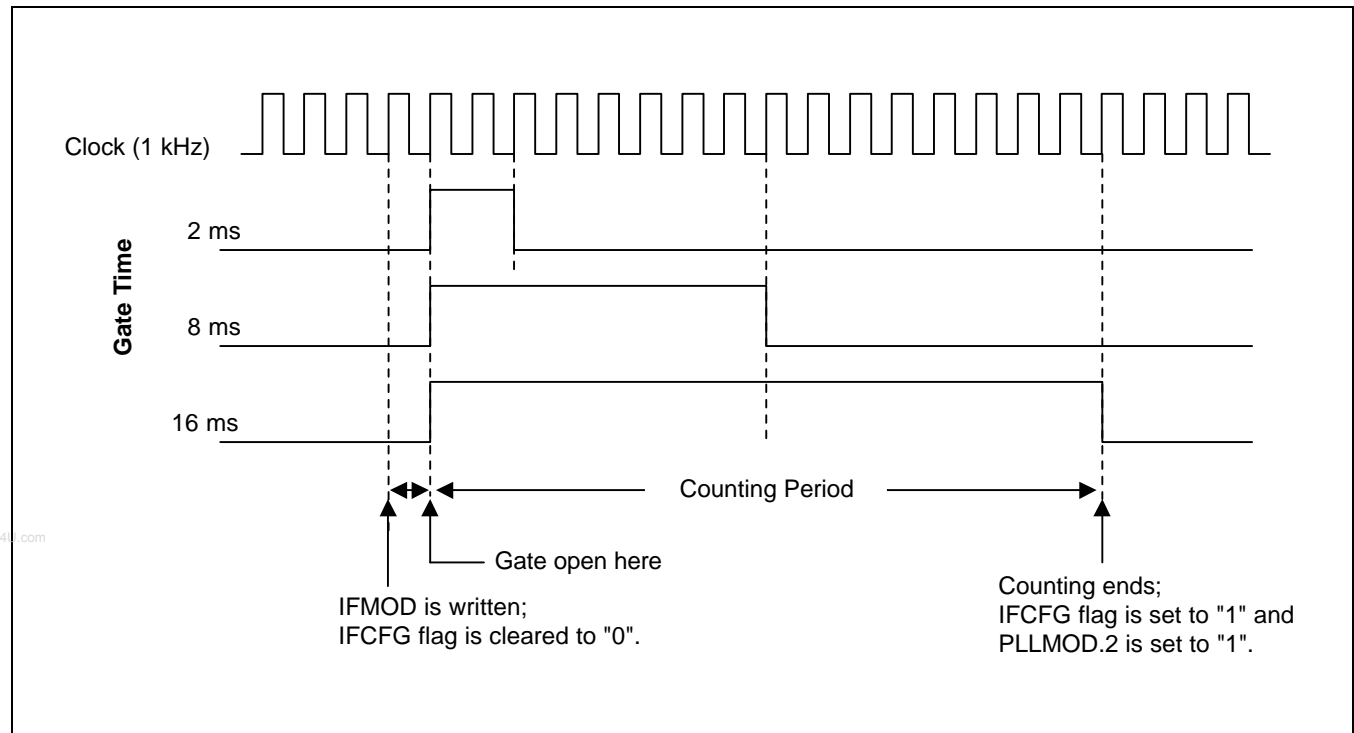 Clock (1 kHz)
Gate Time
2 ms
8 ms
16 ms
Counting Period
4U.com
Gate open here
IFMOD is written;
IFCFG flag is cleared to "0".
Counting ends;
IFCFG flag is set to "1" and
PLLMOD.2 is set to "1".